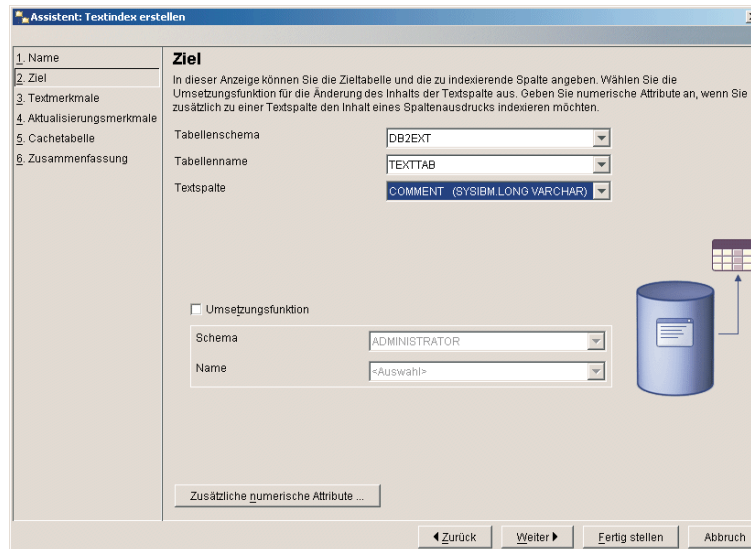 Assistent: Textindex erstellen
1. Name
2. Ziel
3. Textmerkmale
4. Aktualisierungsmerkmale
5. Cachetabelle
6. Zusammenfassung
Ziel
In dieser Anzeige können Sie die Zieltabelle und die zu indexierende Spalte angeben. Wählen Sie die
Umsetzungsfunktion für die Änderung des Inhalts der Textspalte aus. Geben Sie numerische Attribute an, wenn Sie
zusätzlich zu einer Textspalte den Inhalt eines Spaltenausdrucks indexieren möchten.
Tabellenschema DB2EXT
Tabellenname TEXTTAB
Textspalte COMMENT (SYSIBM.LONG VARCHAR)
Umsetzungsfunktion
Schema ADMINISTRATOR
Name <Auswahl>
Zusätzliche numerische Attribute ...
Zurück Weiter Fertig stellen Abbruch